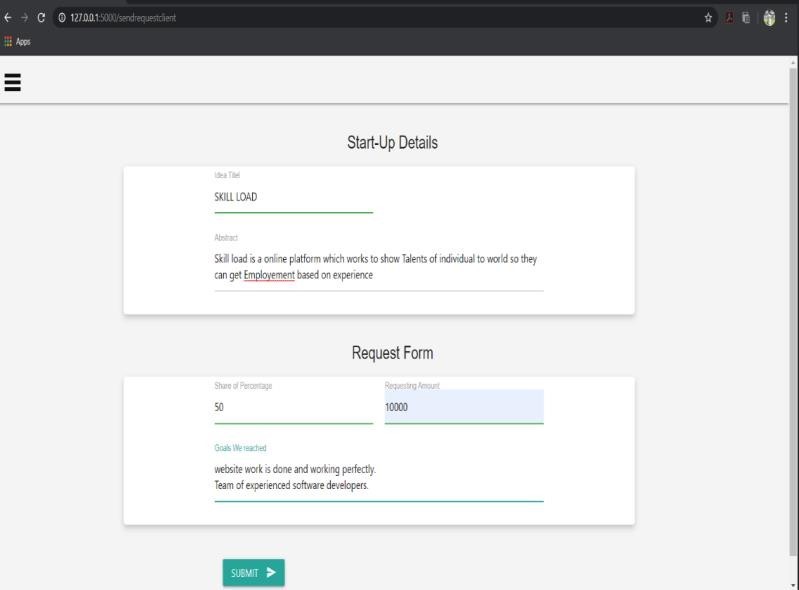 127.0.0.1:5000/sendrequestclient
Apps
Start-Up Details
Idea Titel
SKILL LOAD
Abstract
Skill load is a online platform which works to show Talents of individual to world so they
can get Employement based on experience
Request Form
Share of Percentage
Requesting Amount
50
10000
Goals We reached
website work is done and working perfectly.
Team of experienced software developers.
SUBMIT